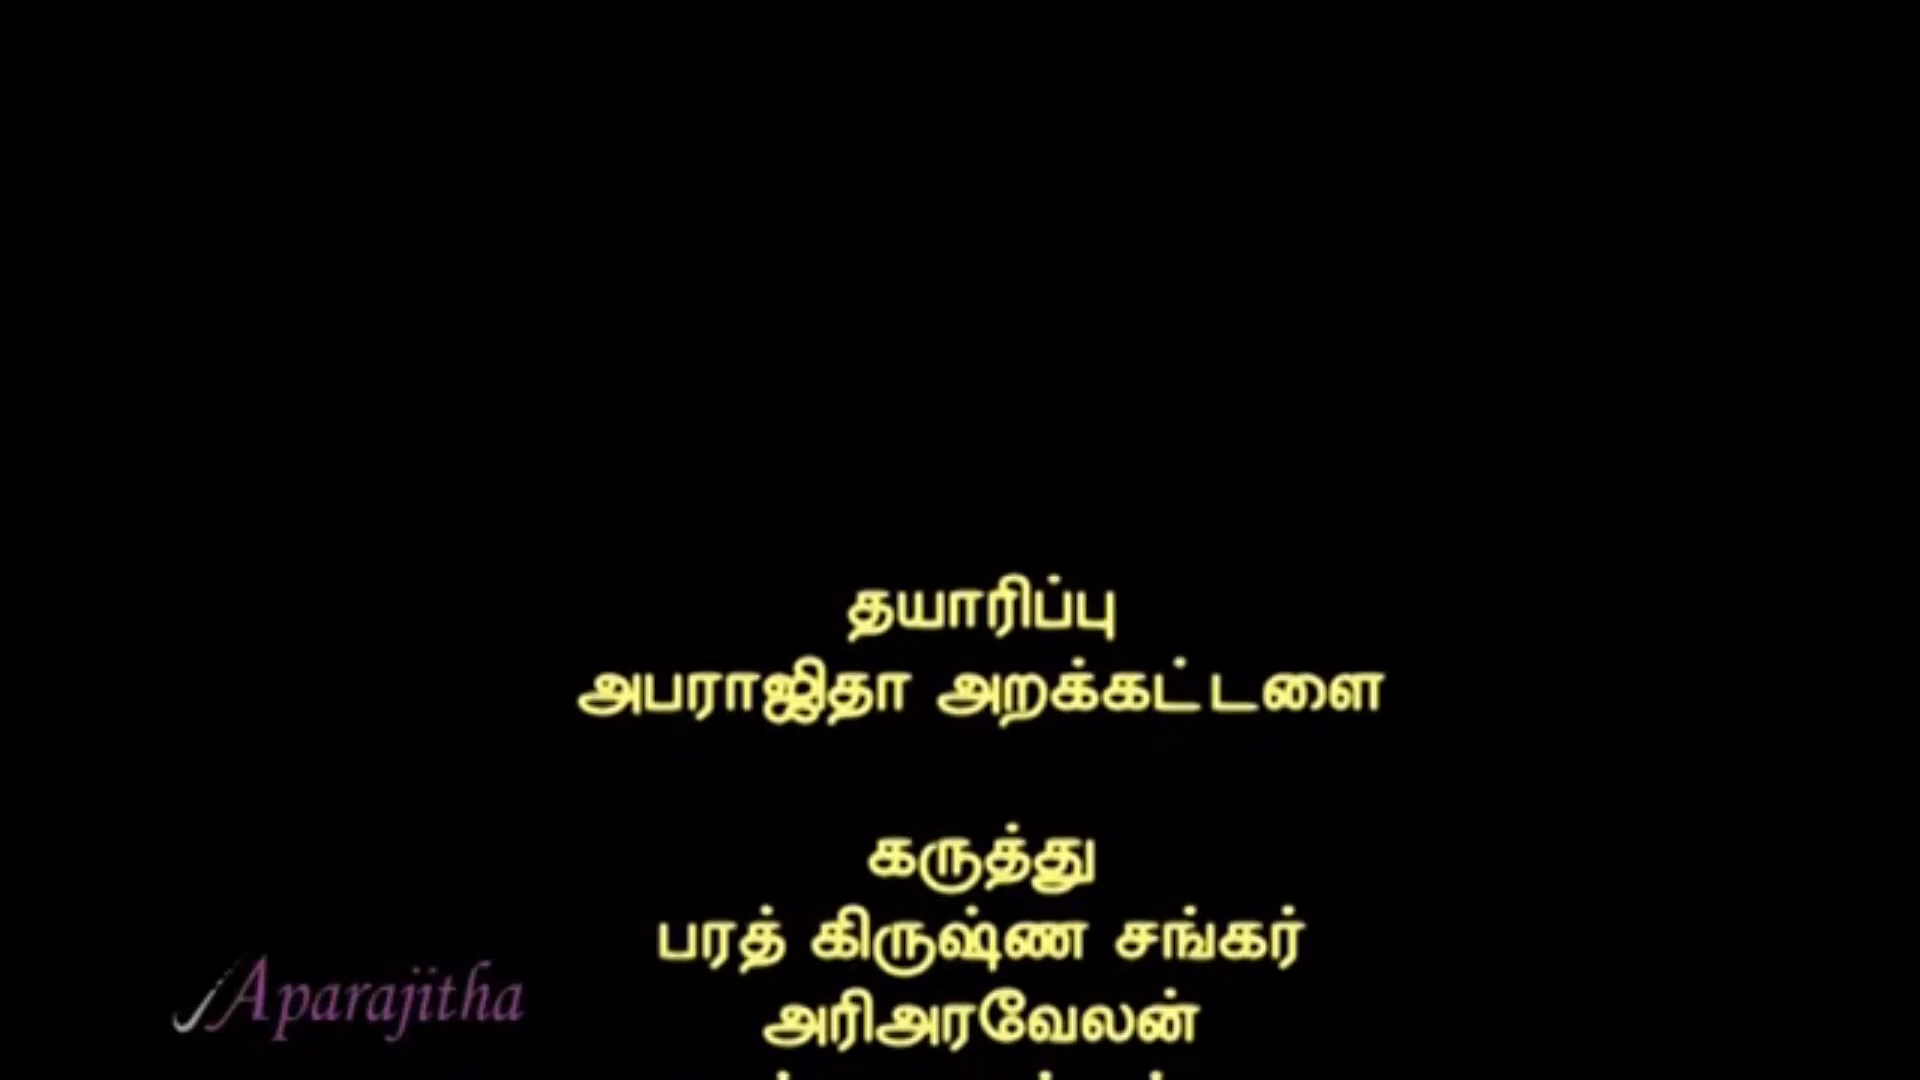 தயாரிப்பு
அபராஜிதா அறக்கட்டளை
கருத்து
பரத் கிருஷ்ண சங்கர்
அரிஅரவேலன்
Aparajitha